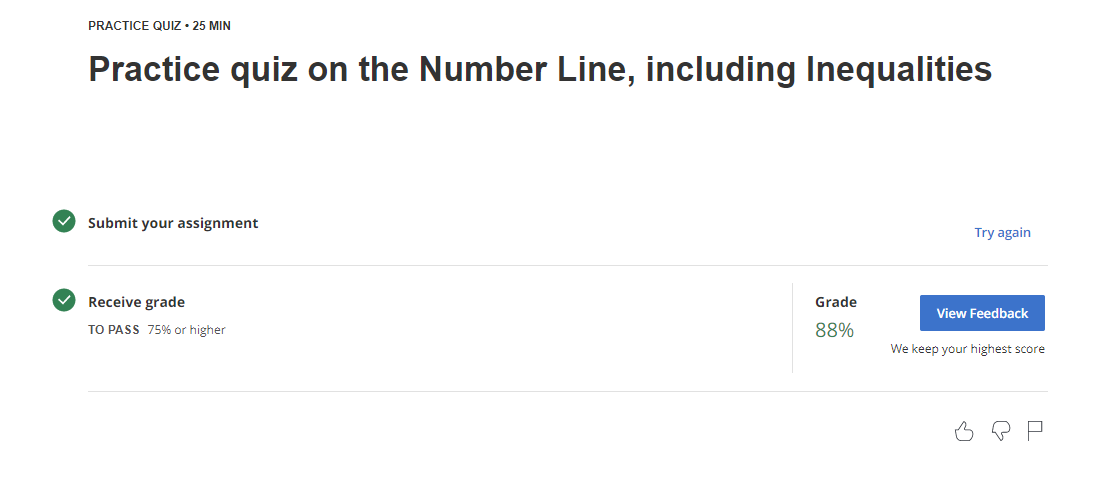 PRACTICE QUIZ • 25 MIN
Practice quiz on the Number Line, including Inequalities
Submit your assignment
Try again
Receive grade
TO PASS 75% or higher
Grade
88%
View Feedback
We keep your highest score